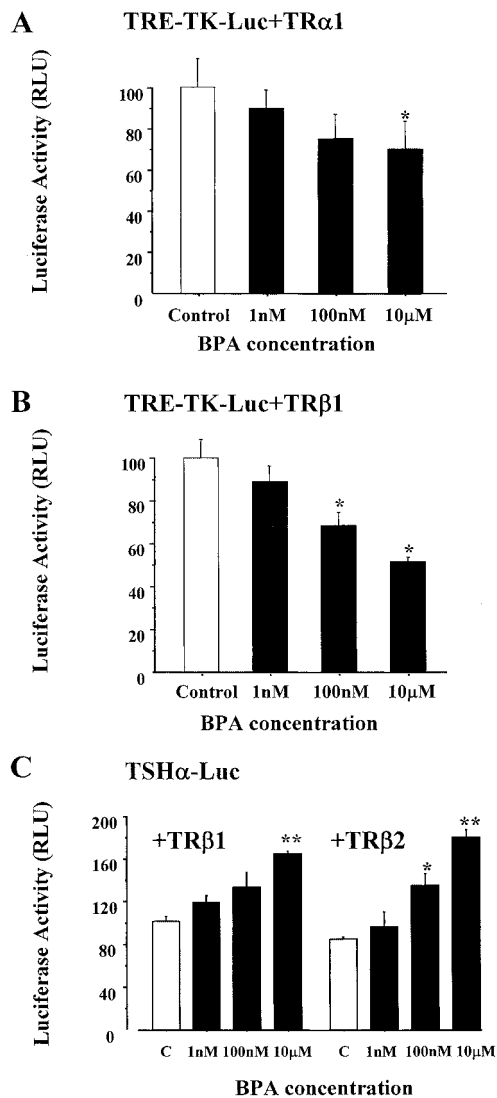 A TRE-TK-Luc+TRα1
Luciferase Activity (RLU)
100
80
60
40
20
0
*
Control 1nM 100nM 10μM
BPA concentration
B TRE-TK-Luc+TRβ1
Luciferase Activity (RLU)
100
80
60
40
20
0
* *
Control 1nM 100nM 10μM
BPA concentration
C TSHα-Luc
Luciferase Activity (RLU)
200
160
120
80
40
0
+TRβ1 ** +TRβ2 * **
C 1nM 100nM 10μM C 1nM 100nM 10μM
BPA concentration